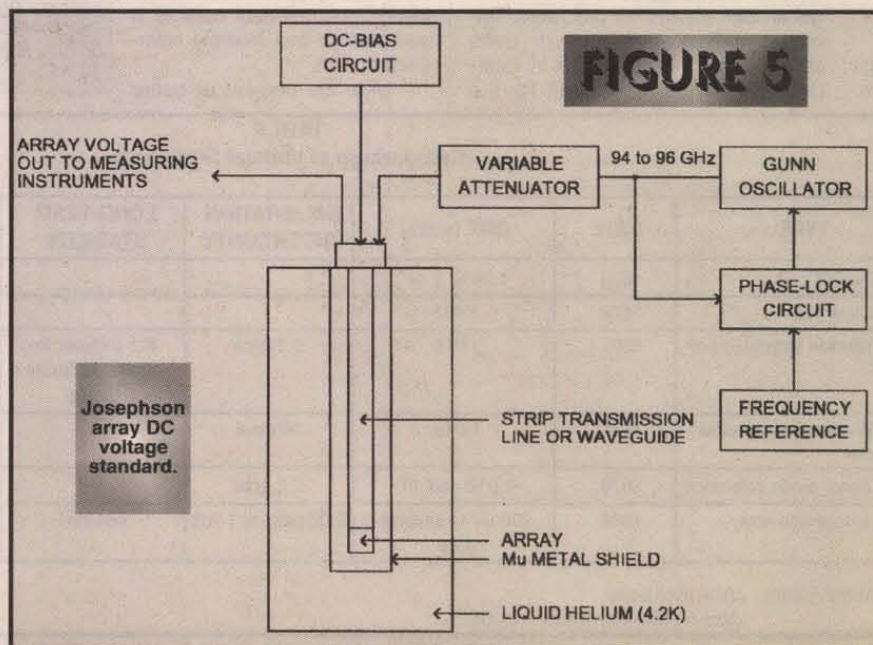 DC-BIAS
CIRCUIT
FIGURE 5
ARRAY VOLTAGE
OUT TO MEASURING
INSTRUMENTS
VARIABLE
ATTENUATOR
94 to 96 GHz
GUNN
OSCILLATOR
PHASE-LOCK
CIRCUIT
FREQUENCY
REFERENCE
Josephson
array DC
voltage
standard.
STRIP TRANSMISSION
LINE OR WAVEGUIDE
ARRAY
Mu METAL SHIELD
LIQUID HELIUM (4.2K)